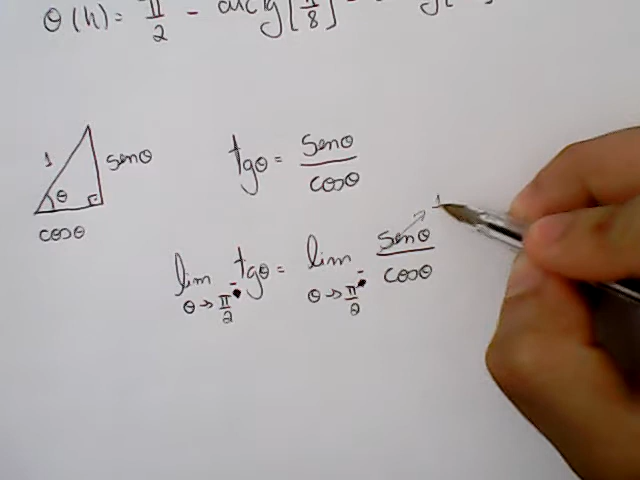 θ(h) = π/2 - arctg[h/8] -
1
senθ
θ
cosθ
tgθ = senθ/cosθ
lim θ→π/2⁻ tgθ = lim θ→π/2⁻ senθ/cosθ
1